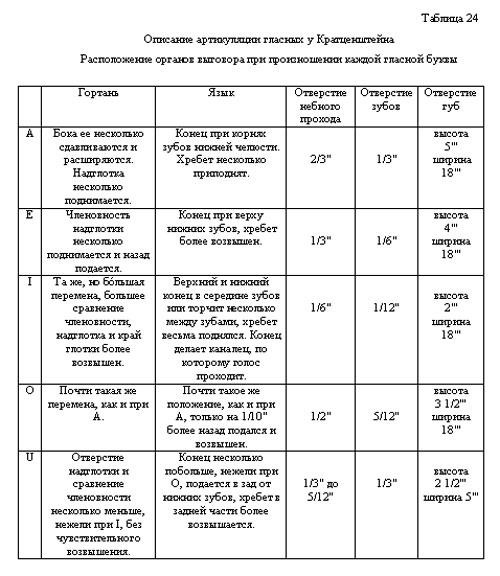 Таблица 24
Описание артикуляции гласных у Кратценштейна
Расположение органов выговора при произношении каждой гласной буквы
Гортань
Язык
Отверстие
небного
прохода
Отверстие
зубов
Отверстие
губ
A
Бока ее несколько
сдавливаются и
расширяются.
Надглотка
несколько
поднимается.
Конец при корнях
зубов нижней челюсти.
Хребет несколько
приподнят.
2/3"
1/3"
высота
5'"
ширина
18'"
E
Членовность
надглотки
несколько
поднимается и назад
подается.
Конец при верху
нижних зубов, хребет
более возвышен.
1/3"
1/6"
высота
4'"
ширина
18'"
I
Та же, но бо́льшая
перемена, большее
сравнение
членовности,
надглотка и край
глотки более
возвышен.
Верхний и нижний
конец в середине зубов
или торчит несколько
между зубами, хребет
весьма поднялся. Конец
делает каналец, по
которому голос
проходит.
1/6"
1/12"
высота
2'"
ширина
18'"
O
Почти такая же
перемена, как и при
А.
Почти такое же
положение, как и при
А, только на 1/10"
более назад подался и
возвышен.
1/2"
5/12"
высота
3 1/2'"
ширина
18'"
U
Отверстие
надглотки и
сравнение
членовности
несколько меньше,
нежели при I, без
чувствительного
возвышения.
Конец несколько
побольше, нежели при
О, подается в зад от
нижних зубов, хребет в
задней части более
возвышается.
1/3" до
5/12"
1/3"
высота
2 1/2'"
ширина 5'"